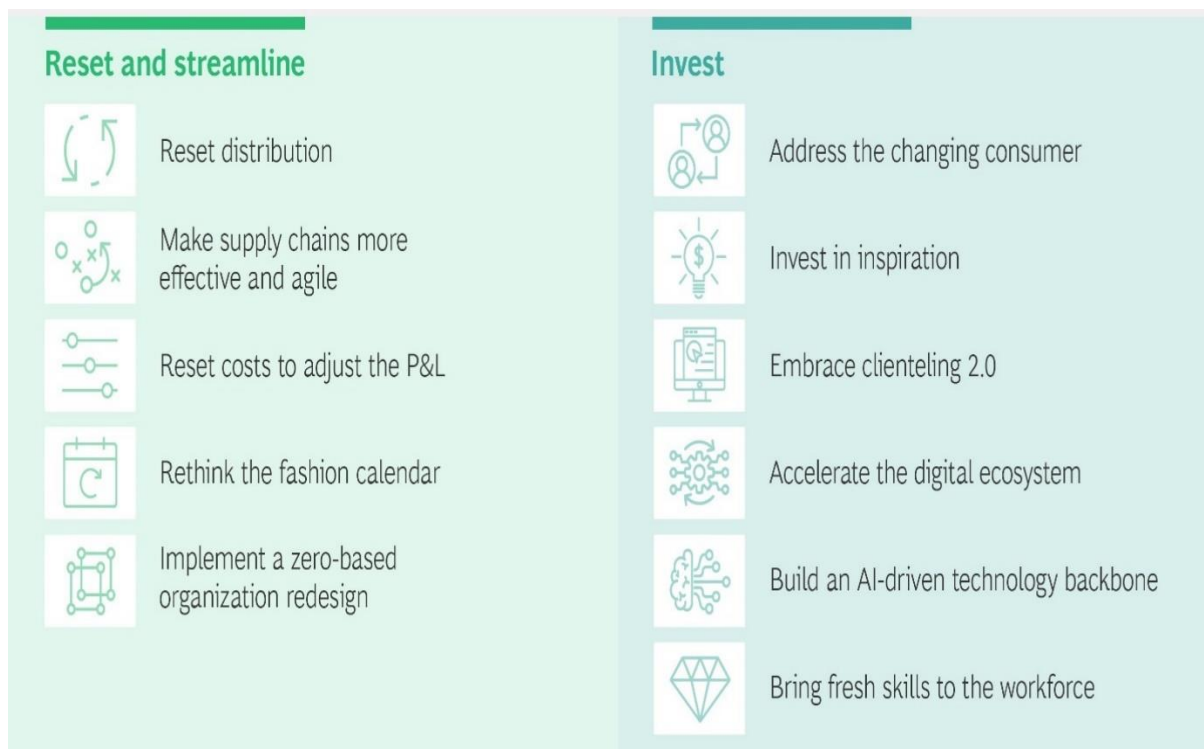 Reset and streamline
Reset distribution
Make supply chains more
effective and agile
Reset costs to adjust the P&L
Rethink the fashion calendar
Implement a zero-based
organization redesign
Invest
Address the changing consumer
$
Invest in inspiration
Embrace clienteling 2.0
Accelerate the digital ecosystem
Build an AI-driven technology backbone
Bring fresh skills to the workforce